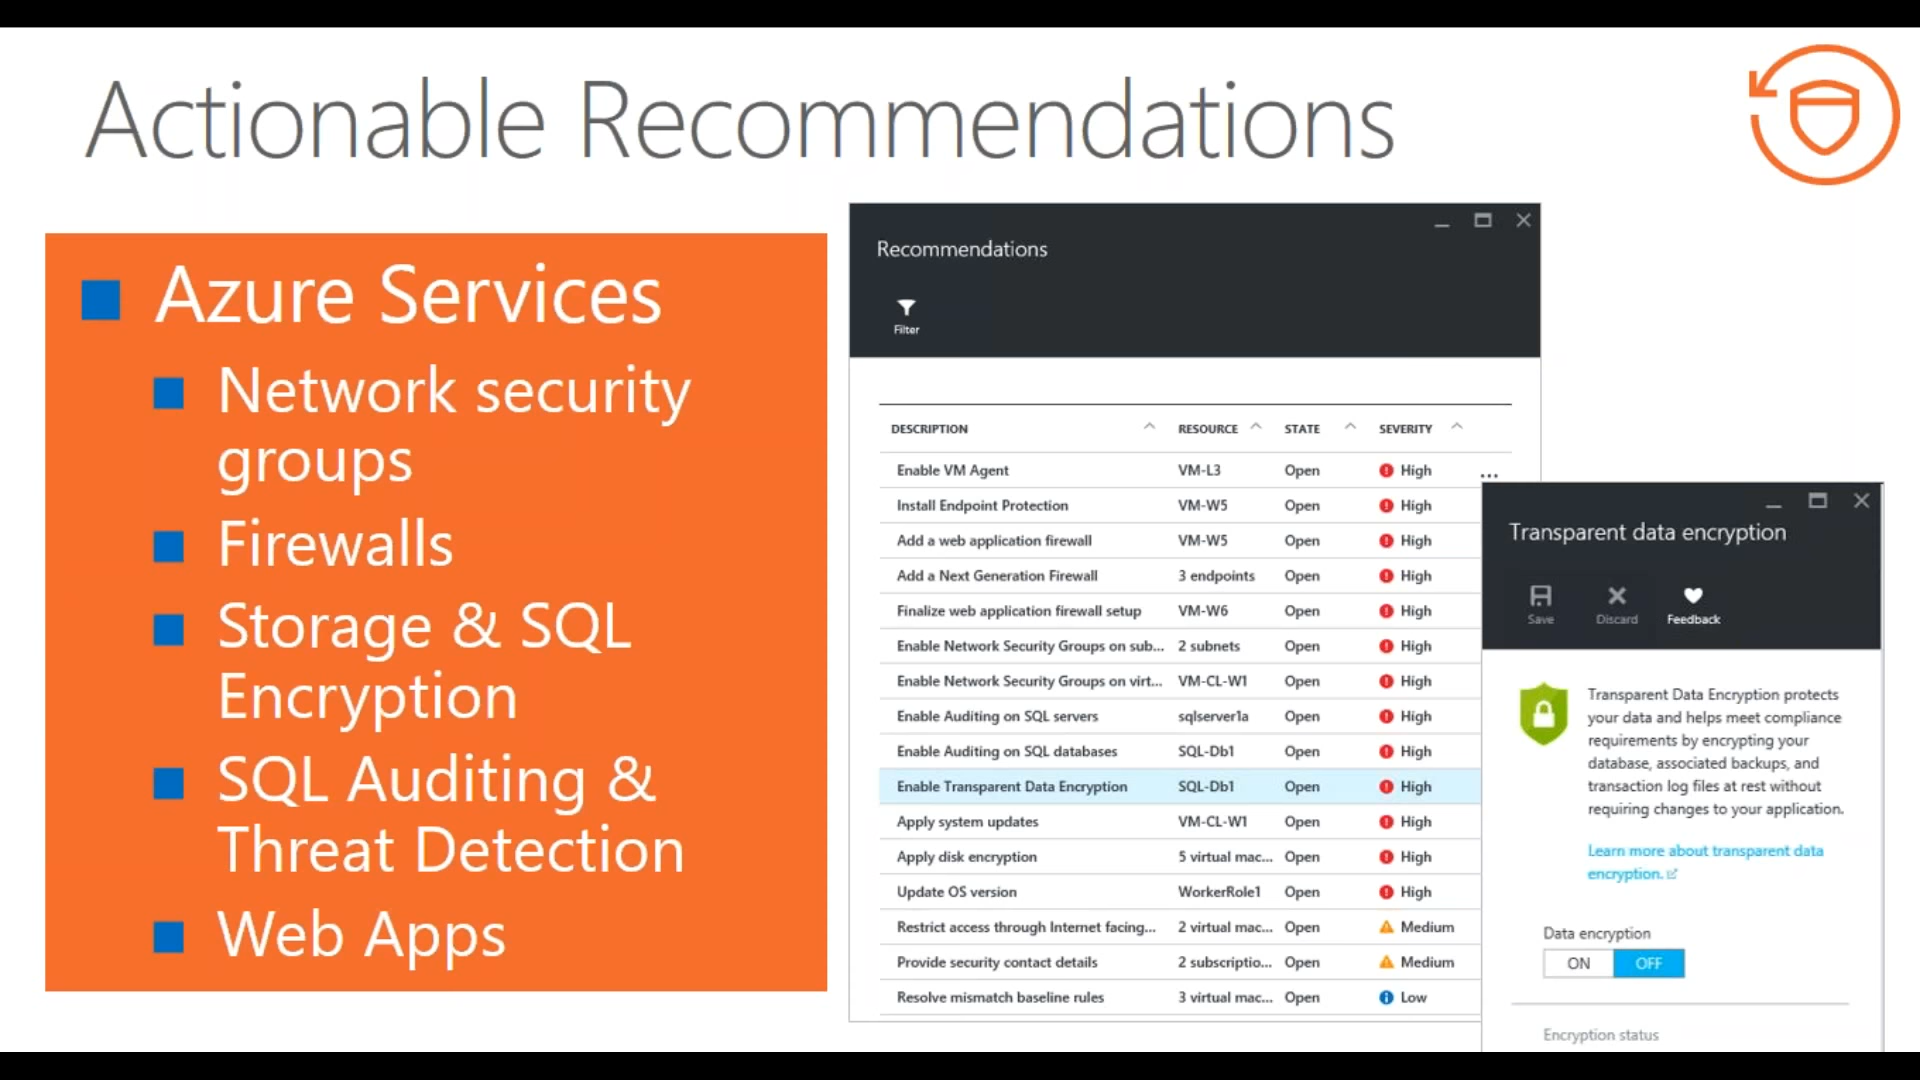 Actionable Recommendations
Azure Services
Network security
groups
Firewalls
Storage & SQL
Encryption
SQL Auditing &
Threat Detection
Web Apps
Recommendations
Filter
DESCRIPTION RESOURCE STATE SEVERITY
Enable VM Agent VM-L3 Open High ...
Install Endpoint Protection VM-W5 Open High
Add a web application firewall VM-W5 Open High
Add a Next Generation Firewall 3 endpoints Open High
Finalize web application firewall setup VM-W6 Open High
Enable Network Security Groups on sub... 2 subnets Open High
Enable Network Security Groups on virt... VM-CL-W1 Open High
Enable Auditing on SQL servers sqlserver1a Open High
Enable Auditing on SQL databases SQL-Db1 Open High
Enable Transparent Data Encryption SQL-Db1 Open High
Apply system updates VM-CL-W1 Open High
Apply disk encryption 5 virtual mac... Open High
Update OS version WorkerRole1 Open High
Restrict access through Internet facing... 2 virtual mac... Open Medium
Provide security contact details 2 subscriptio... Open Medium
Resolve mismatch baseline rules 3 virtual mac... Open Low
Transparent data encryption
Save Discard Feedback
Transparent Data Encryption protects
your data and helps meet compliance
requirements by encrypting your
database, associated backups, and
transaction log files at rest without
requiring changes to your application.
Learn more about transparent data
encryption.
Data encryption
ON OFF
Encryption status